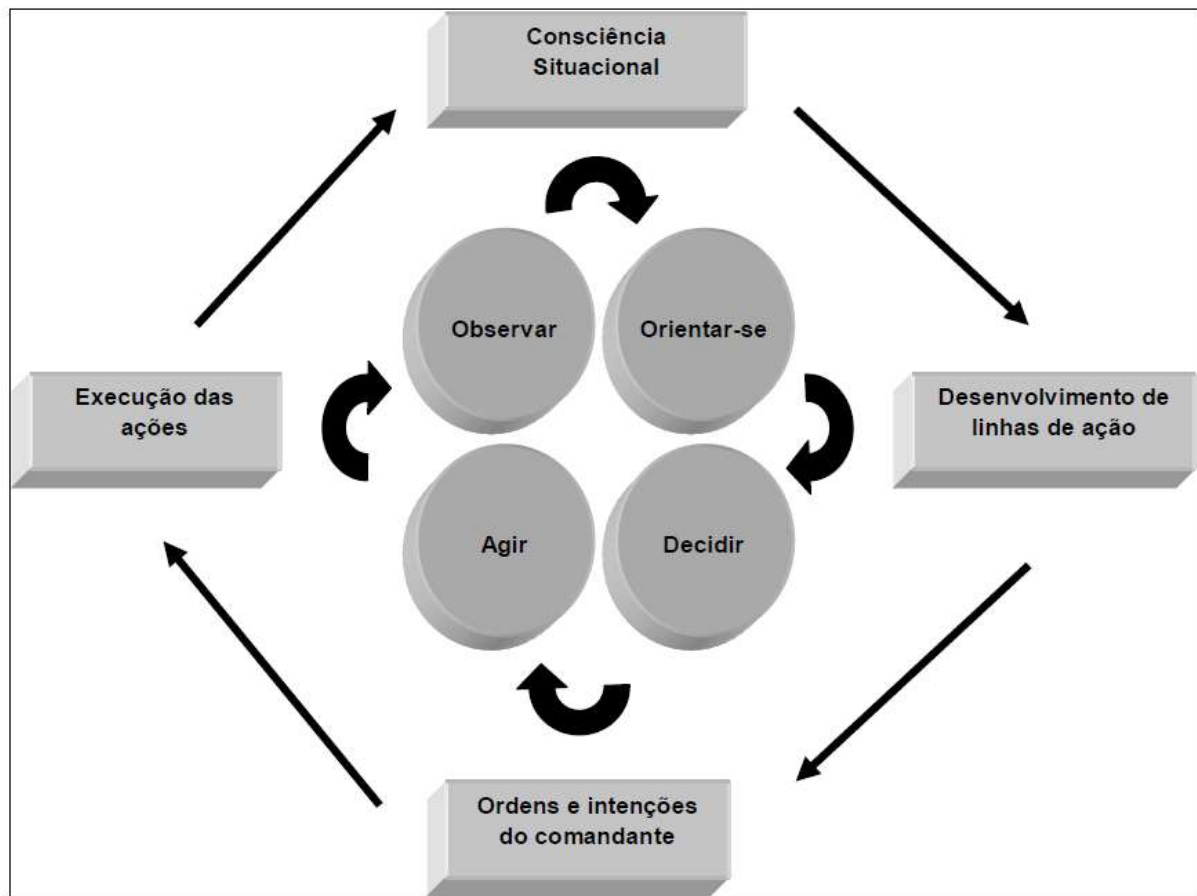 Consciência
Situacional
Observar
Orientar-se
Execução das
ações
Desenvolvimento de
linhas de ação
Agir
Decidir
Ordens e intenções
do comandante